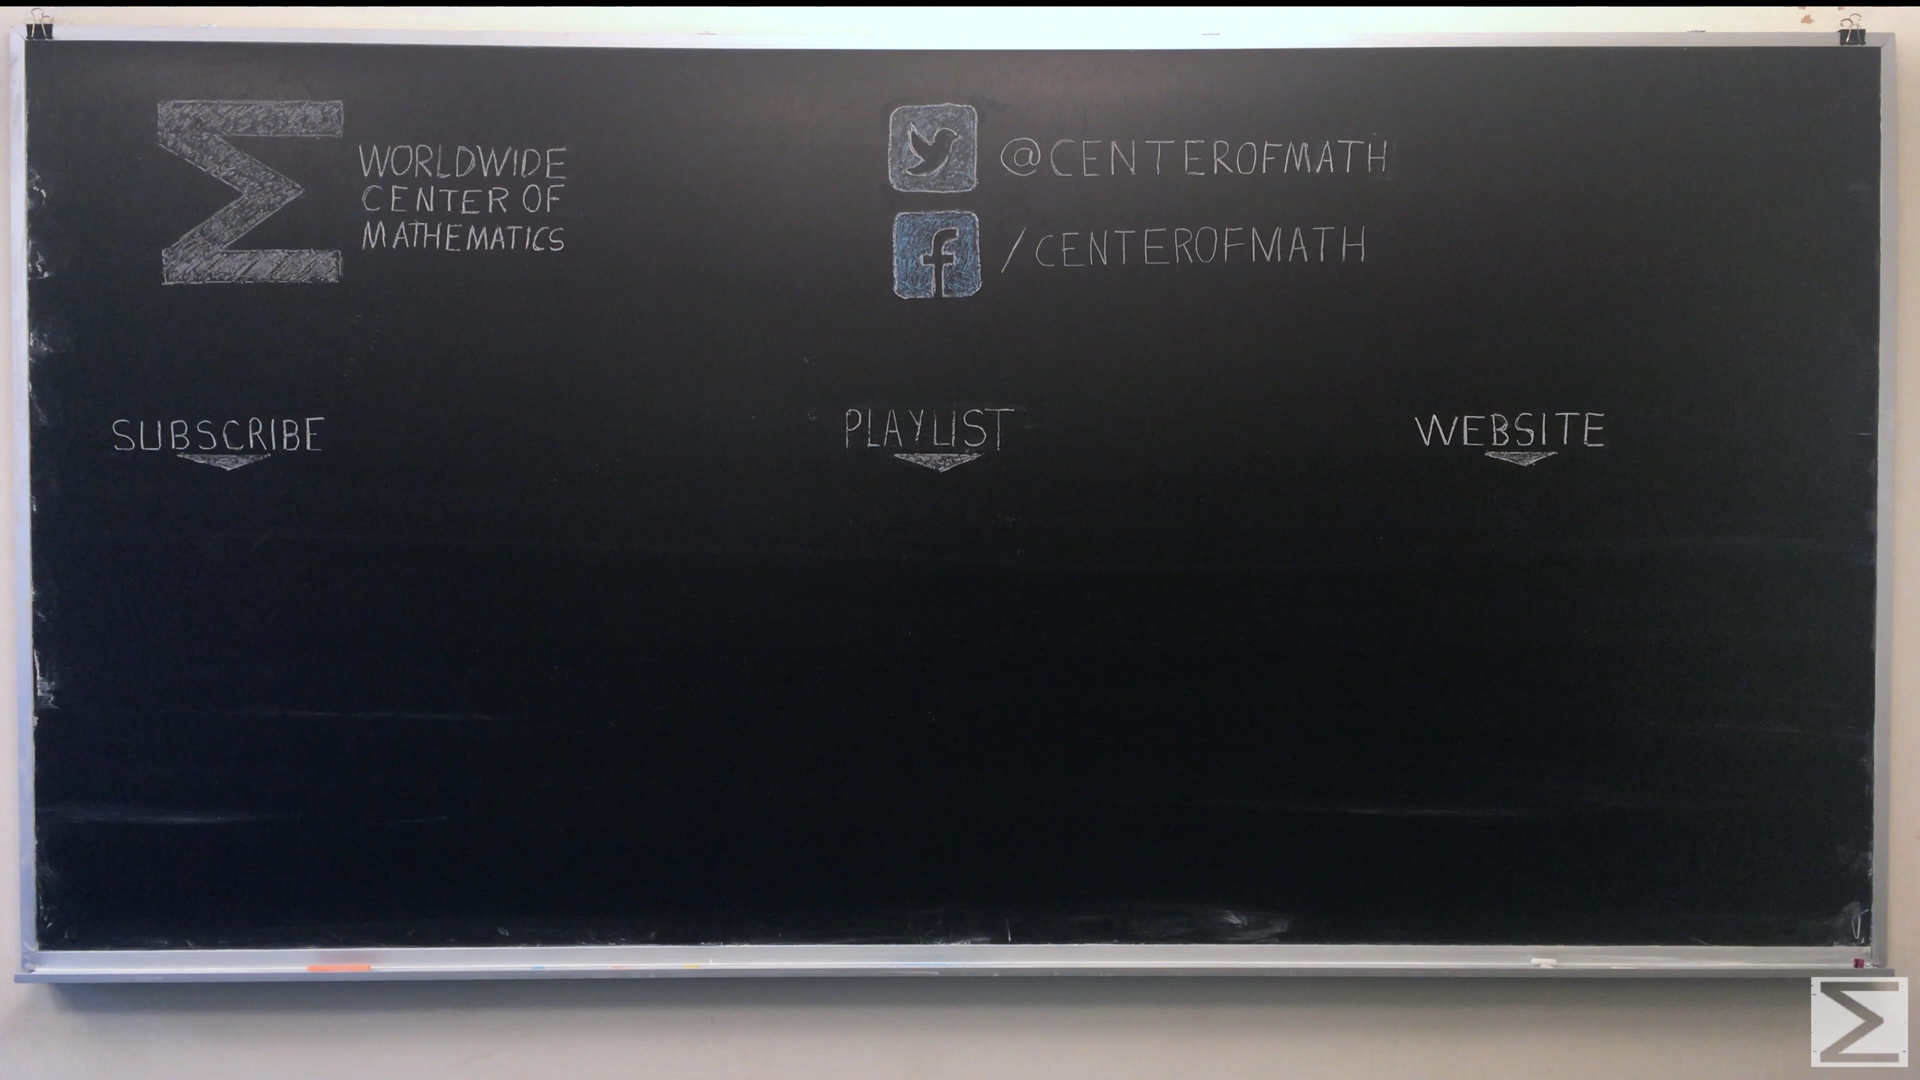 WORLDWIDE
CENTER OF
MATHEMATICS
@CENTEROFMATH
/CENTEROFMATH
SUBSCRIBE
PLAYLIST
WEBSITE